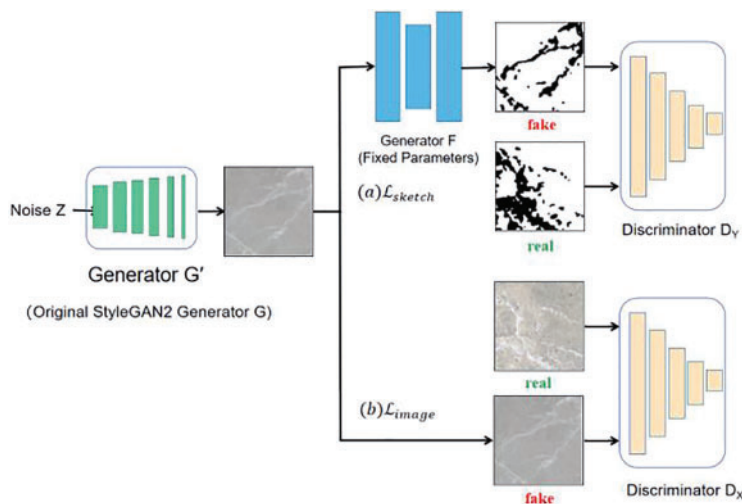 Noise Z
Generator G′
(Original StyleGAN2 Generator G)
Generator F
(Fixed Parameters)
(a)ℒsketch
fake
real
Discriminator DY
(b)ℒimage
real
fake
Discriminator DX